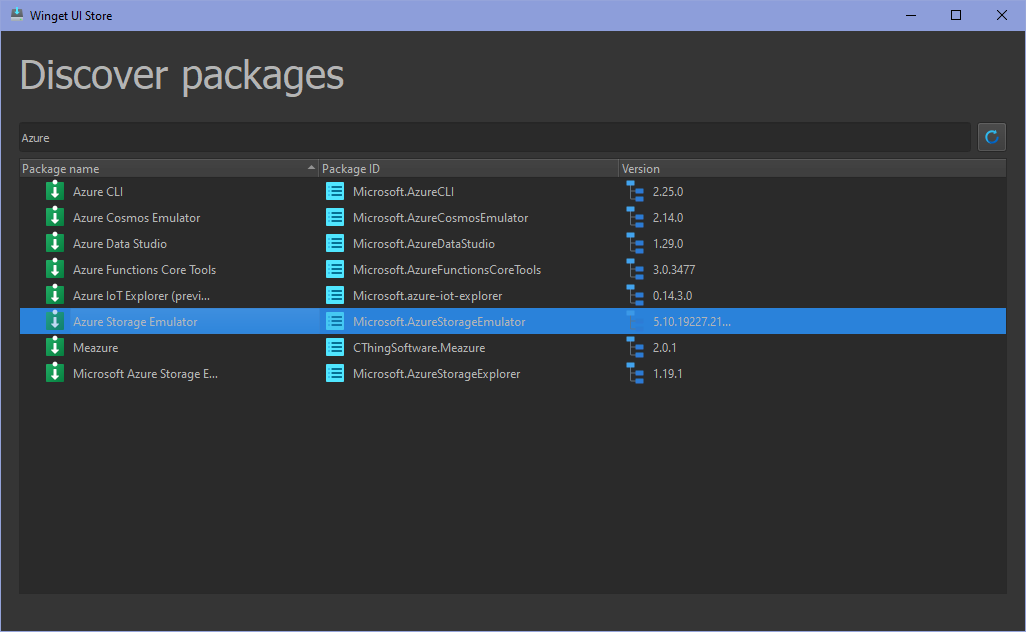 Winget UI Store
Discover packages
Azure
Package name Package ID Version
Azure CLI Microsoft.AzureCLI 2.25.0
Azure Cosmos Emulator Microsoft.AzureCosmosEmulator 2.14.0
Azure Data Studio Microsoft.AzureDataStudio 1.29.0
Azure Functions Core Tools Microsoft.AzureFunctionsCoreTools 3.0.3477
Azure IoT Explorer (previ... Microsoft.azure-iot-explorer 0.14.3.0
Azure Storage Emulator Microsoft.AzureStorageEmulator 5.10.19227.21...
Meazure CThingSoftware.Meazure 2.0.1
Microsoft Azure Storage E... Microsoft.AzureStorageExplorer 1.19.1